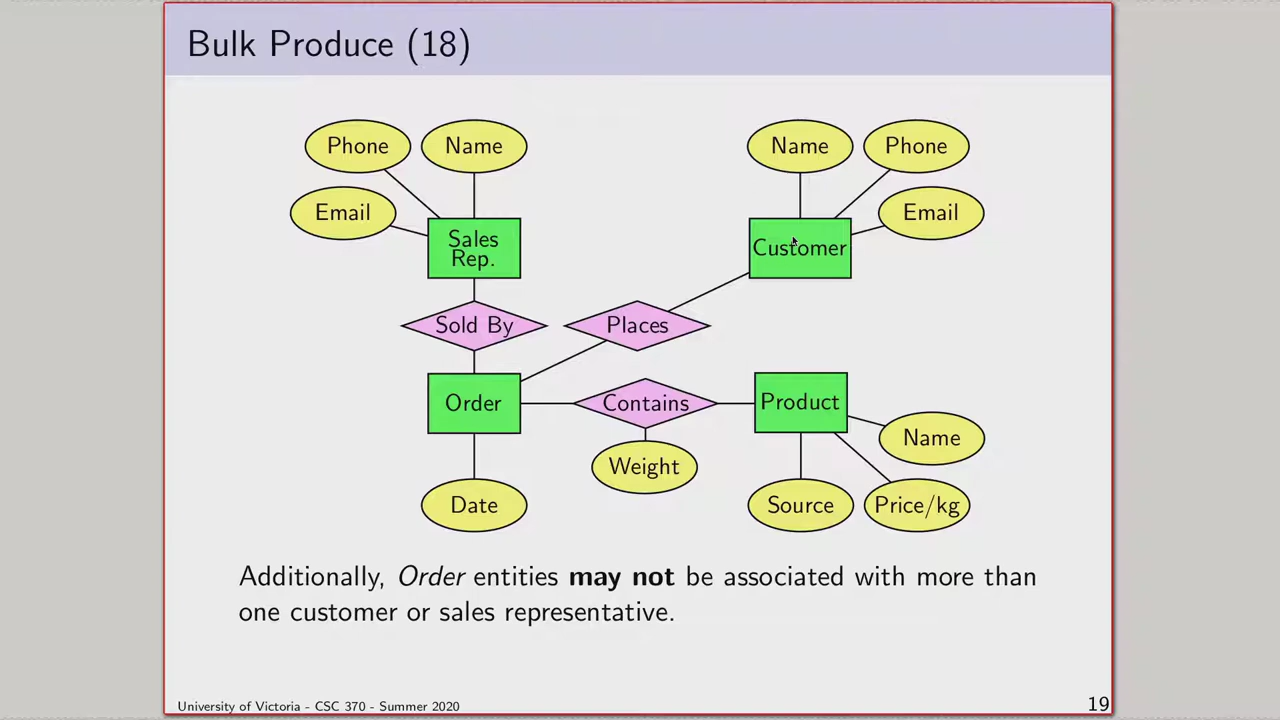 Bulk Produce (18)
Phone
Name
Name
Phone
Email
Email
Sales
Rep.
Customer
Sold By
Places
Order
Contains
Product
Name
Weight
Date
Source
Price/kg
Additionally, Order entities may not be associated with more than
one customer or sales representative.
University of Victoria - CSC 370 - Summer 2020
19